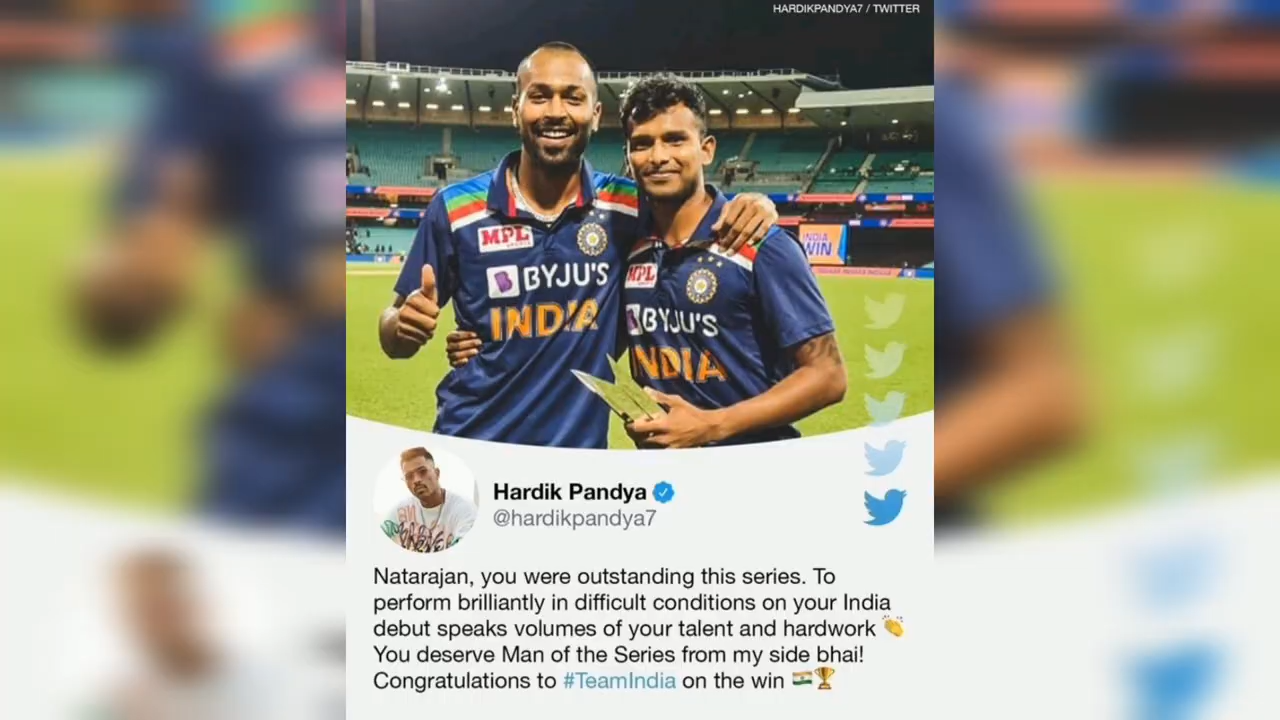 HARDIKPANDYA7 / TWITTER
MPL
BYJU'S
INDIA
MPL
BYJU'S
INDIA
INDIA
WIN
Hardik Pandya
@hardikpandya7
Natarajan, you were outstanding this series. To
perform brilliantly in difficult conditions on your India
debut speaks volumes of your talent and hardwork 👏
You deserve Man of the Series from my side bhai!
Congratulations to #TeamIndia on the win 🇮🇳🏆